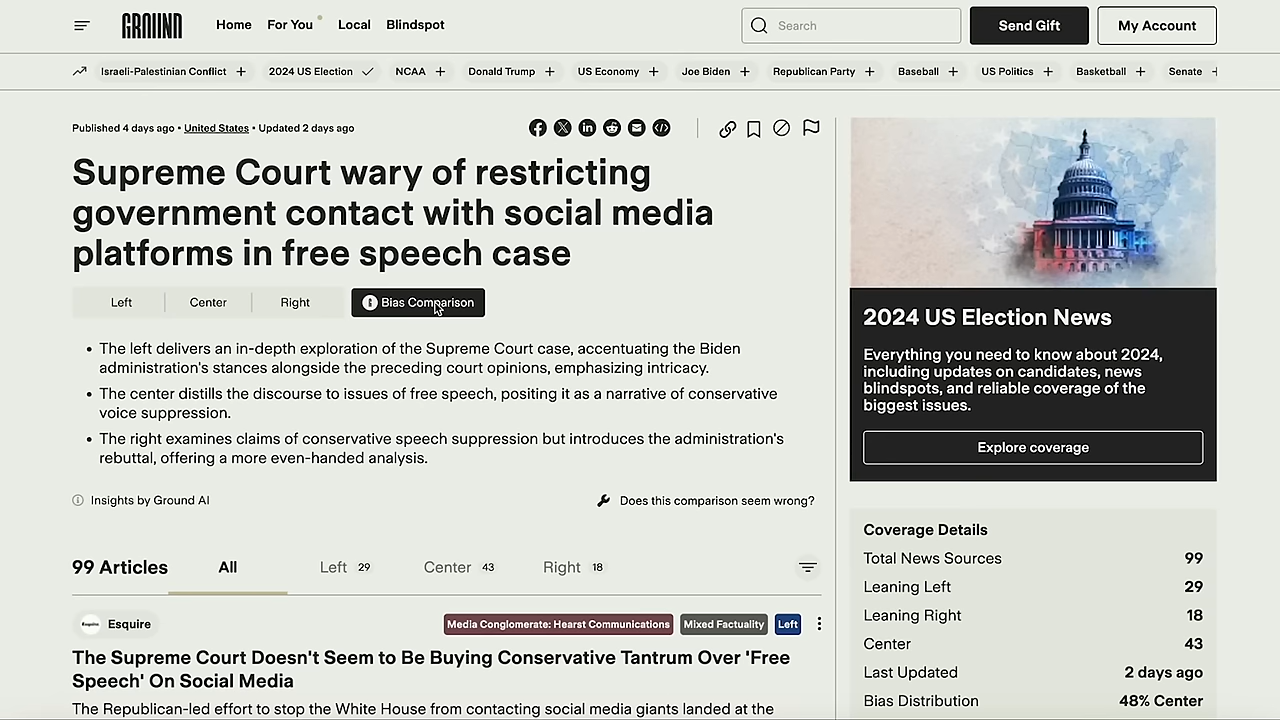 GROUND
Home For You Local Blindspot
Search
Send Gift
My Account
Israeli-Palestinian Conflict + 2024 US Election NCAA + Donald Trump + US Economy + Joe Biden + Republican Party + Baseball + US Politics + Basketball + Senate +
Published 4 days ago • United States • Updated 2 days ago
Supreme Court wary of restricting
government contact with social media
platforms in free speech case
Left Center Right Bias Comparison
• The left delivers an in-depth exploration of the Supreme Court case, accentuating the Biden
administration's stances alongside the preceding court opinions, emphasizing intricacy.
• The center distills the discourse to issues of free speech, positing it as a narrative of conservative
voice suppression.
• The right examines claims of conservative speech suppression but introduces the administration's
rebuttal, offering a more even-handed analysis.
Insights by Ground AI
Does this comparison seem wrong?
99 Articles All Left 29 Center 43 Right 18
Esquire
Media Conglomerate: Hearst Communications Mixed Factuality Left
The Supreme Court Doesn't Seem to Be Buying Conservative Tantrum Over 'Free
Speech' On Social Media
The Republican-led effort to stop the White House from contacting social media giants landed at the
2024 US Election News
Everything you need to know about 2024,
including updates on candidates, news
blindspots, and reliable coverage of the
biggest issues.
Explore coverage
Coverage Details
Total News Sources 99
Leaning Left 29
Leaning Right 18
Center 43
Last Updated 2 days ago
Bias Distribution 48% Center